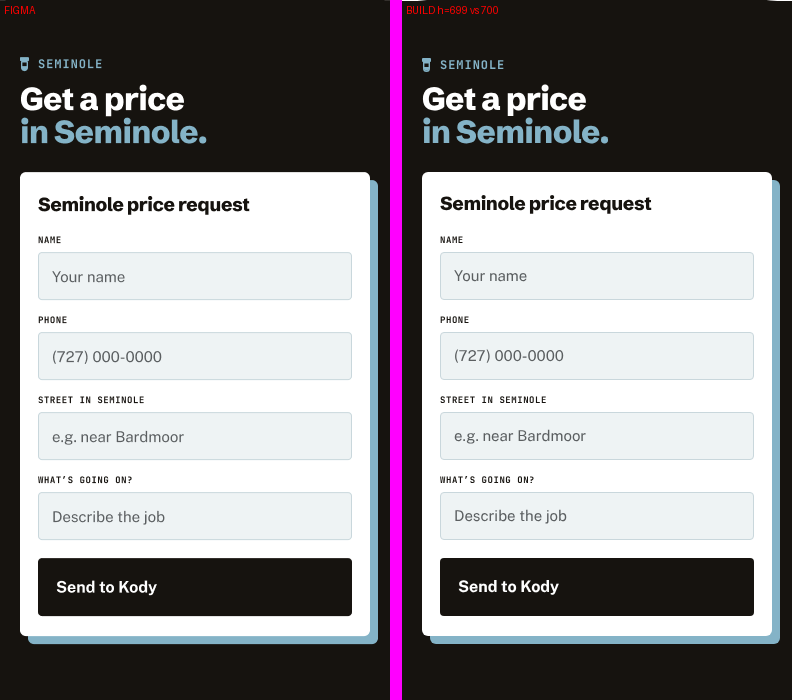 FIGMA
SEMINOLE
Get a price
in Seminole.
Seminole price request
NAME
Your name
PHONE
(727) 000-0000
STREET IN SEMINOLE
e.g. near Bardmoor
WHAT’S GOING ON?
Describe the job
Send to Kody
BUILD h=699 vs 700
SEMINOLE
Get a price
in Seminole.
Seminole price request
NAME
Your name
PHONE
(727) 000-0000
STREET IN SEMINOLE
e.g. near Bardmoor
WHAT’S GOING ON?
Describe the job
Send to Kody